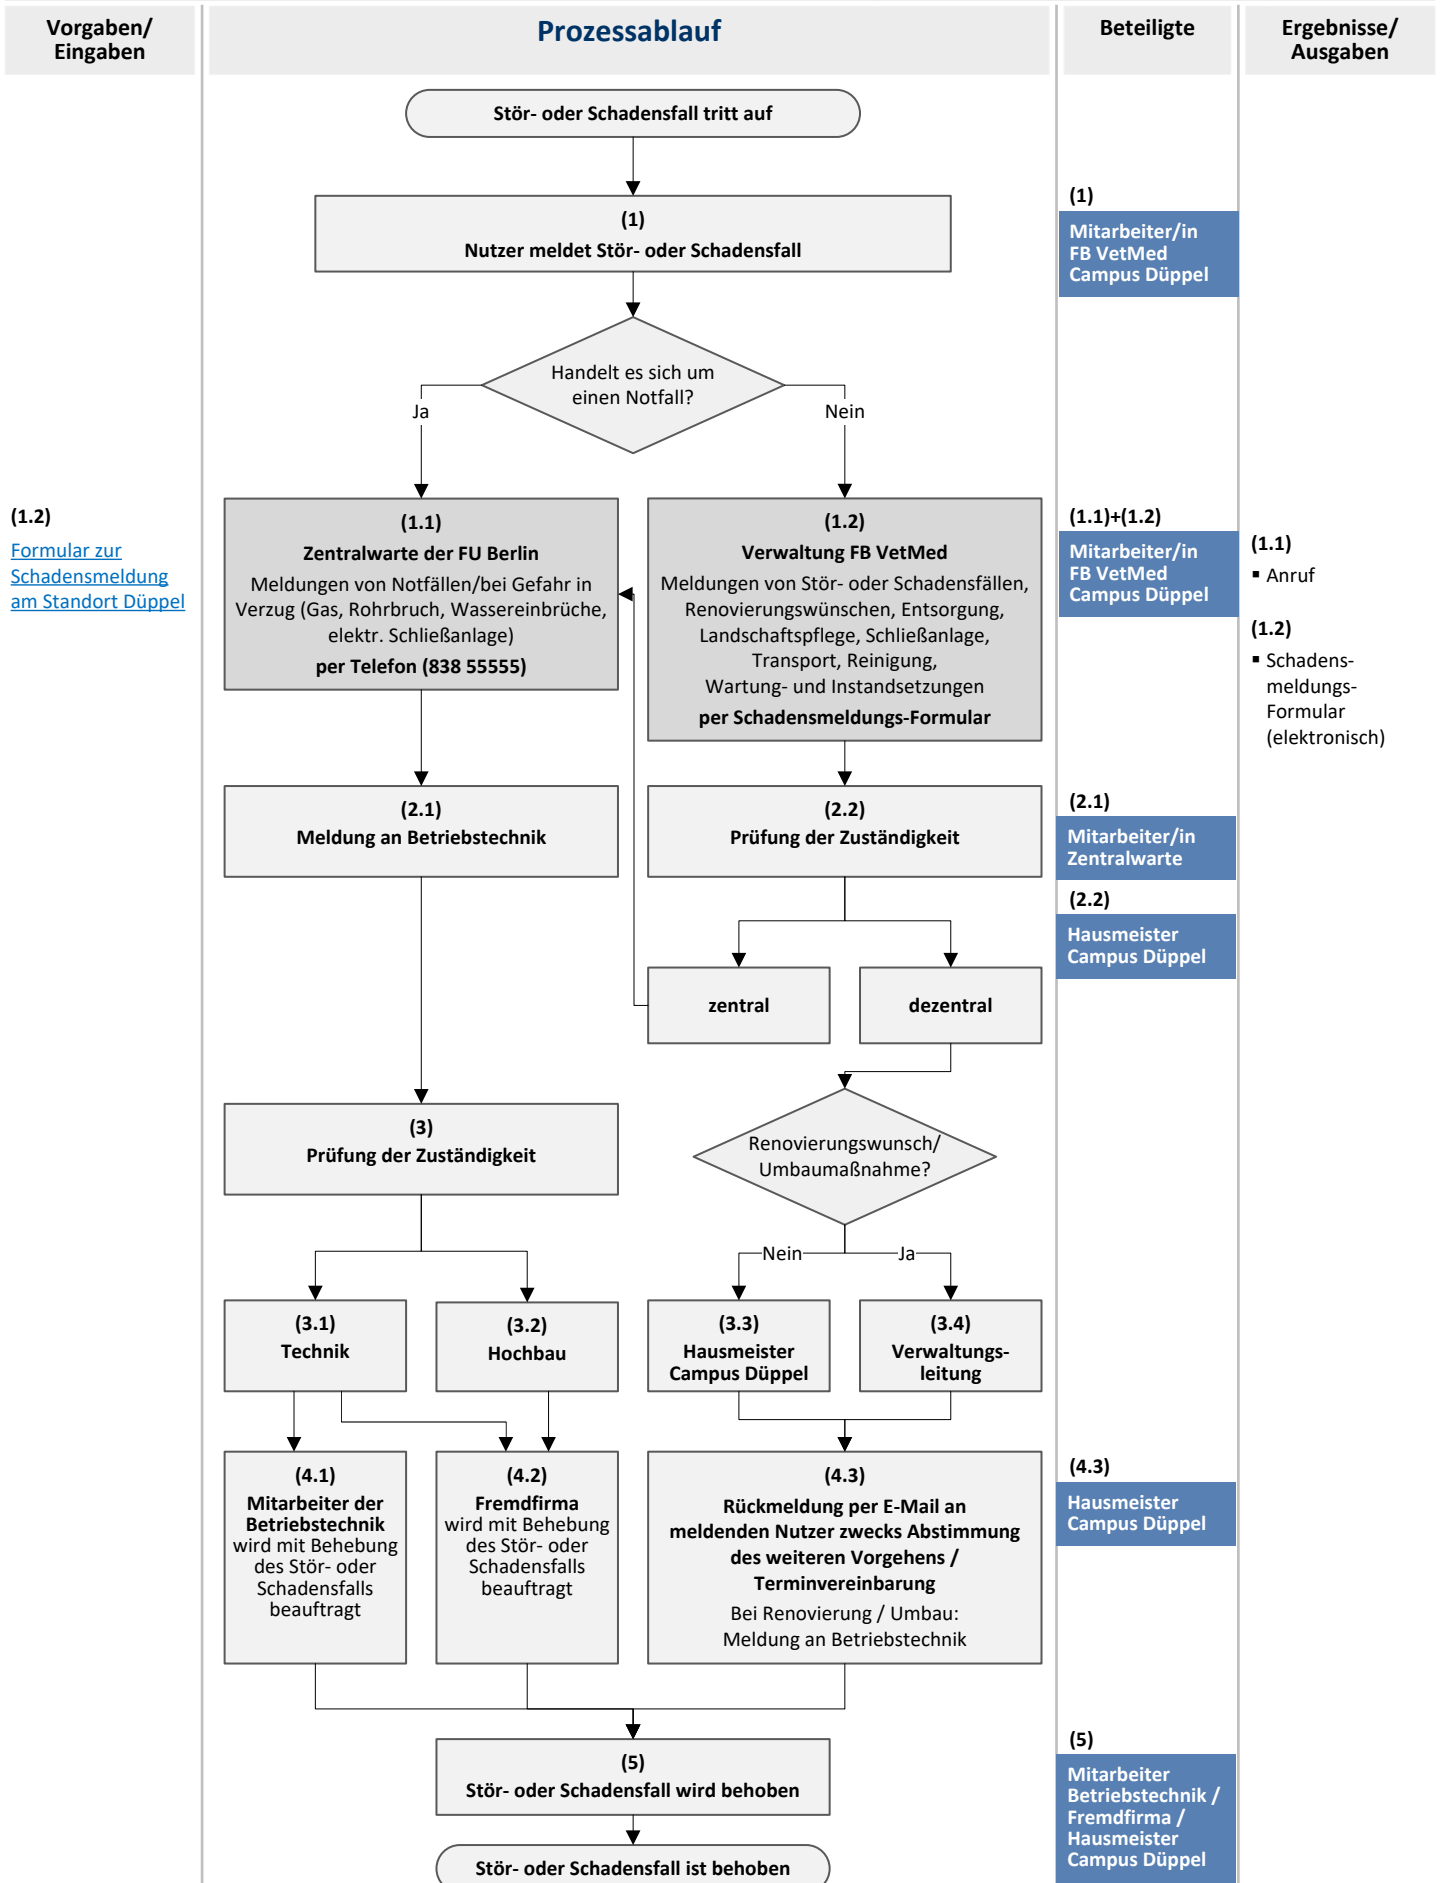 Vorgaben/
Eingaben
Prozessablauf
Beteiligte
Ergebnisse/
Ausgaben
Stör- oder Schadensfall tritt auf
(1)
Nutzer meldet Stör- oder Schadensfall
(1)
Mitarbeiter/in
FB VetMed
Campus Düppel
Handelt es sich um
einen Notfall?
Ja
Nein
(1.2)
Formular zur
Schadensmeldung
am Standort Düppel
(1.1)
Zentralwarte der FU Berlin
Meldungen von Notfällen/bei Gefahr in
Verzug (Gas, Rohrbruch, Wassereinbrüche,
elektr. Schließanlage)
per Telefon (838 55555)
(1.2)
Verwaltung FB VetMed
Meldungen von Stör- oder Schadensfällen,
Renovierungswünschen, Entsorgung,
Landschaftspflege, Schließanlage,
Transport, Reinigung,
Wartung- und Instandsetzungen
per Schadensmeldungs-Formular
(1.1)+(1.2)
Mitarbeiter/in
FB VetMed
Campus Düppel
(1.1)
▪ Anruf
(1.2)
▪ Schadens-
meldungs-
Formular
(elektronisch)
(2.1)
Meldung an Betriebstechnik
(2.2)
Prüfung der Zuständigkeit
(2.1)
Mitarbeiter/in
Zentralwarte
(2.2)
Hausmeister
Campus Düppel
zentral
dezentral
(3)
Prüfung der Zuständigkeit
Renovierungswunsch/
Umbaumaßnahme?
Nein
Ja
(3.1)
Technik
(3.2)
Hochbau
(3.3)
Hausmeister
Campus Düppel
(3.4)
Verwaltungs-
leitung
(4.1)
Mitarbeiter der
Betriebstechnik
wird mit Behebung
des Stör- oder
Schadensfalls
beauftragt
(4.2)
Fremdfirma
wird mit Behebung
des Stör- oder
Schadensfalls
beauftragt
(4.3)
Rückmeldung per E-Mail an
meldenden Nutzer zwecks Abstimmung
des weiteren Vorgehens /
Terminvereinbarung
Bei Renovierung / Umbau:
Meldung an Betriebstechnik
(4.3)
Hausmeister
Campus Düppel
(5)
Stör- oder Schadensfall wird behoben
(5)
Mitarbeiter
Betriebstechnik /
Fremdfirma /
Hausmeister
Campus Düppel
Stör- oder Schadensfall ist behoben